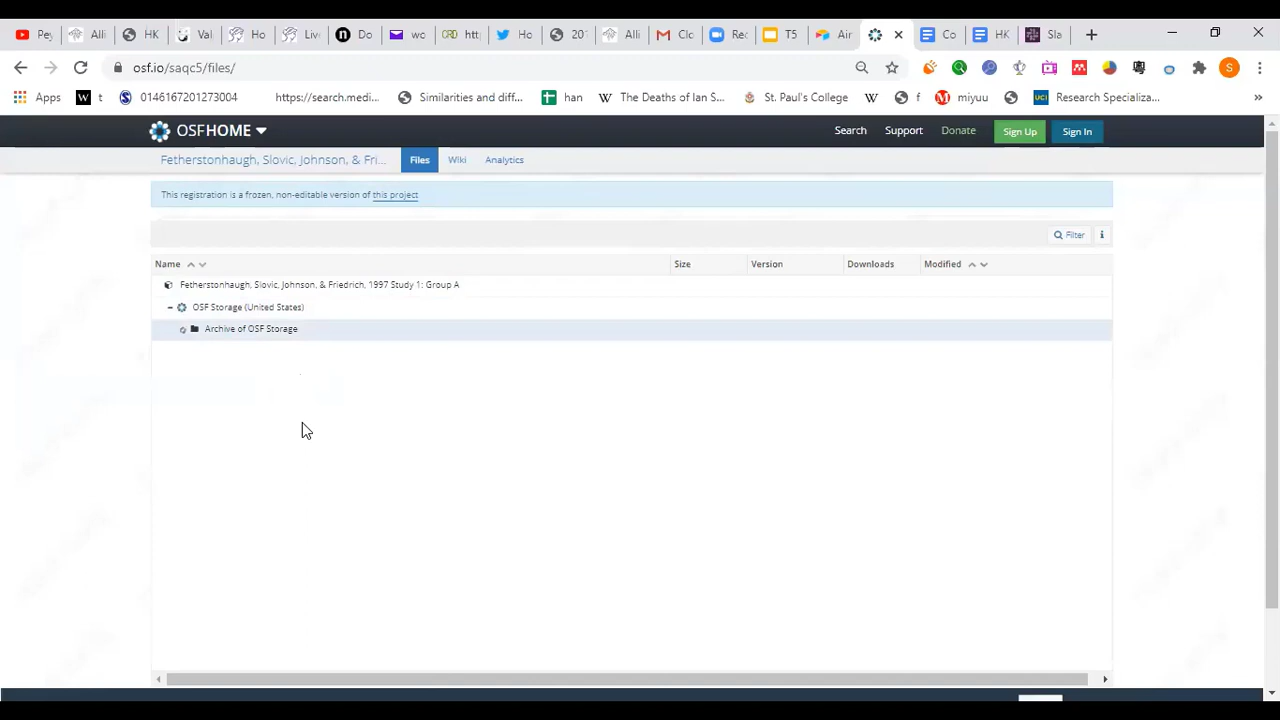 Pey Alli HK Val Ho Live Do wc CRD htt Ho 20 Alli Clo Rec T5 Air Co HK Sla
osf.io/saqc5/files/
Apps t 0146167201273004 https://search.medi... Similarities and diff... han The Deaths of Ian S... St. Paul's College f miyuu Research Specializa... »
OSFHOME Search Support Donate Sign Up Sign In
Fetherstonhaugh, Slovic, Johnson, & Fri... Files Wiki Analytics
This registration is a frozen, non-editable version of this project
Filter i
Name Size Version Downloads Modified
Fetherstonhaugh, Slovic, Johnson, & Friedrich, 1997 Study 1: Group A
OSF Storage (United States)
Archive of OSF Storage